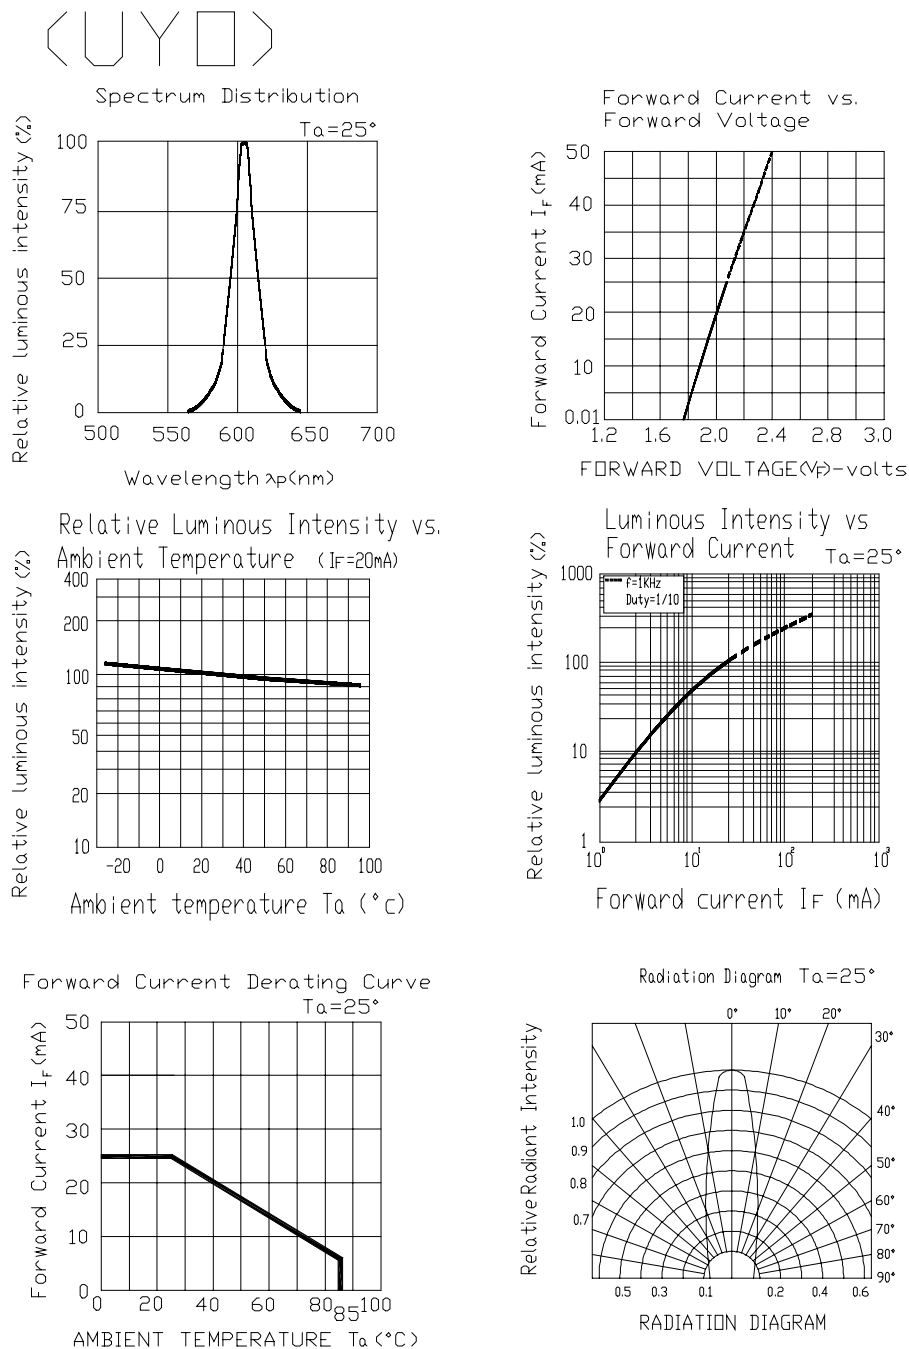 <UYO>
Spectrum Distribution
Ta=25°
Relative luminous intensity (%)
100
75
50
25
0
500 550 600 650 700
Wavelength λp(nm)
Forward Current vs.
Forward Voltage
Forward Current IF (mA)
50
40
30
20
10
0.01
1.2 1.6 2.0 2.4 2.8 3.0
FORWARD VOLTAGE(VF)-volts
Relative Luminous Intensity vs.
Ambient Temperature (IF=20mA)
Relative luminous intensity (%)
400
200
100
50
20
10
-20 0 20 40 60 80 100
Ambient temperature Ta (°C)
Luminous Intensity vs
Forward Current
Ta=25°
f=1KHz
Duty=1/10
Relative luminous intensity (%)
1000
100
10
1
10⁰ 10¹ 10² 10³
Forward current IF (mA)
Forward Current Derating Curve
Ta=25°
Forward Current IF (mA)
50
40
30
20
10
0
0 20 40 60 80 85 100
AMBIENT TEMPERATURE Ta (°C)
Radiation Diagram Ta=25°
Relative Radiant Intensity
0° 10° 20°
30°
40°
50°
60°
70°
80°
90°
1.0
0.9
0.8
0.7
0.5 0.3 0.1 0.2 0.4 0.6
RADIATION DIAGRAM